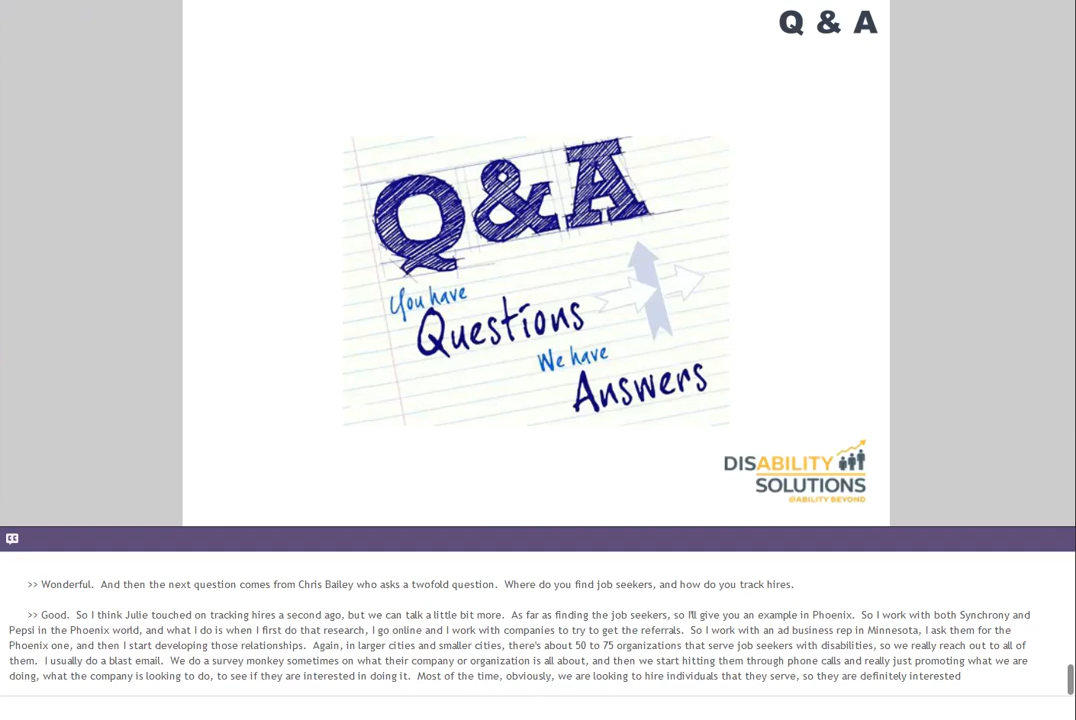 Q & A
Q&A
You have
Questions
We have
Answers
DISABILITY
SOLUTIONS
@ABILITY BEYOND
>> Wonderful.  And then the next question comes from Chris Bailey who asks a twofold question.  Where do you find job seekers, and how do you track hires.
>> Good.  So I think Julie touched on tracking hires a second ago, but we can talk a little bit more.  As far as finding the job seekers, so I'll give you an example in Phoenix.  So I work with both Synchrony and
Pepsi in the Phoenix world, and what I do is when I first do that research, I go online and I work with companies to try to get the referrals.  So I work with an ad business rep in Minnesota, I ask them for the
Phoenix one, and then I start developing those relationships.  Again, in larger cities and smaller cities, there's about 50 to 75 organizations that serve job seekers with disabilities, so we really reach out to all of
them.  I usually do a blast email.  We do a survey monkey sometimes on what their company or organization is all about, and then we start hitting them through phone calls and really just promoting what we are
doing, what the company is looking to do, to see if they are interested in doing it.  Most of the time, obviously, we are looking to hire individuals that they serve, so they are definitely interested